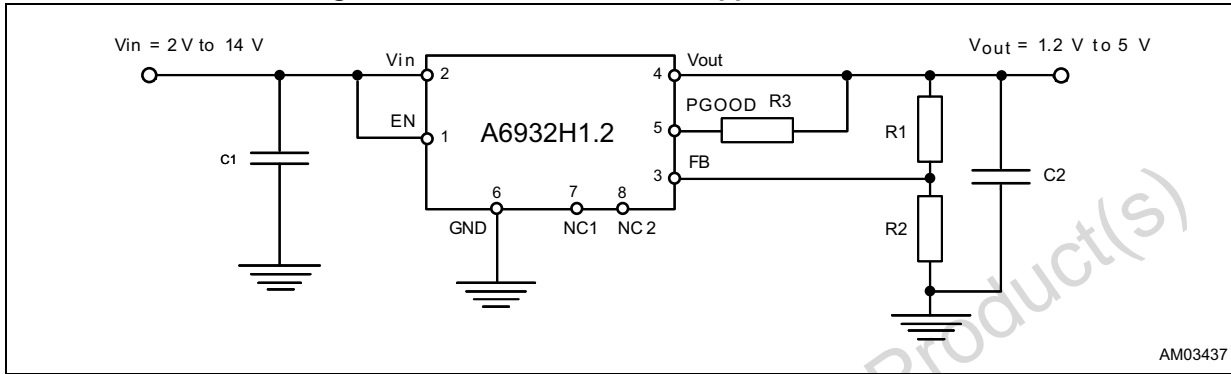 Vin = 2 V to 14 V
Vout = 1.2 V to 5 V
Vin
2
4
Vout
EN
1
A6932H1.2
5
PGOOD
R3
3
FB
R1
R2
C1
C2
6
7
8
GND
NC1
NC 2
Product(s)
AM03437